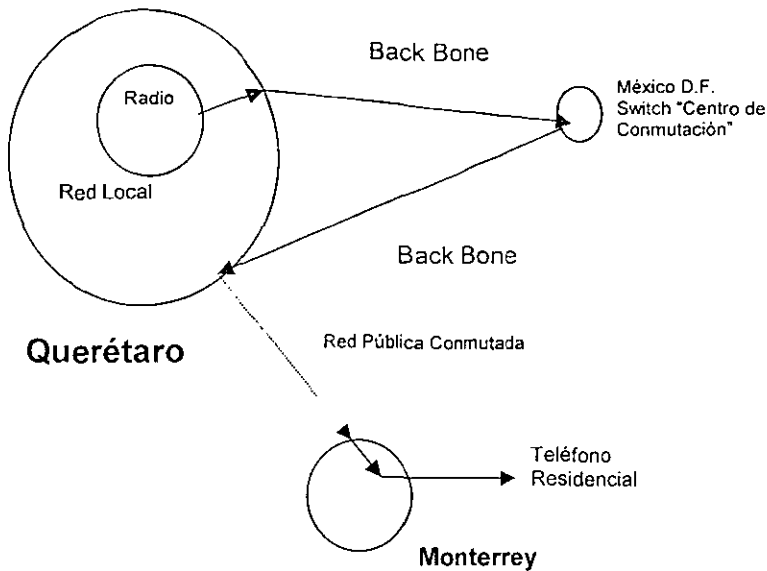 Back Bone
México D.F.
Switch "Centro de
Conmutación"
Radio
Red Local
Back Bone
Querétaro
Red Pública Conmutada
Teléfono
Residencial
Monterrey